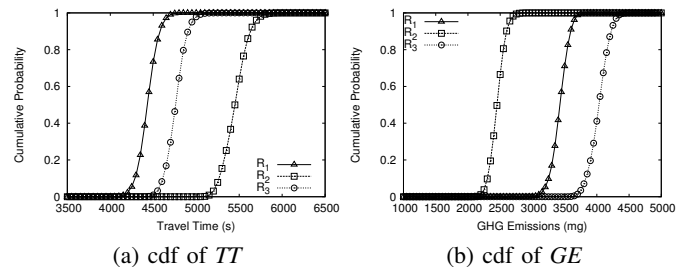 Cumulative Probability
1
0.8
0.6
0.4
0.2
0
R1
R2
R3
3500 4000 4500 5000 5500 6000 6500
Travel Time (s)
(a) cdf of TT
Cumulative Probability
1
0.8
0.6
0.4
0.2
0
R1
R2
R3
1000 1500 2000 2500 3000 3500 4000 4500 5000
GHG Emissions (mg)
(b) cdf of GE